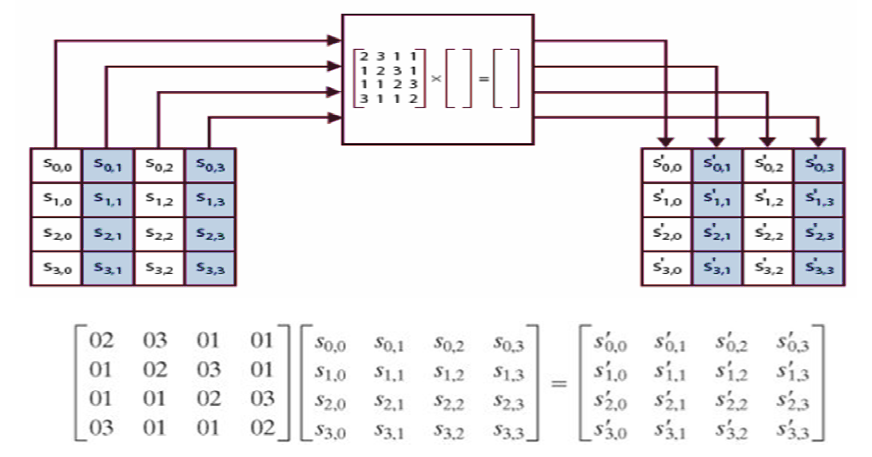 2 3 1 1
1 2 3 1
1 1 2 3
3 1 1 2
× =
s0,0 s0,1 s0,2 s0,3
s1,0 s1,1 s1,2 s1,3
s2,0 s2,1 s2,2 s2,3
s3,0 s3,1 s3,2 s3,3
s'0,0 s'0,1 s'0,2 s'0,3
s'1,0 s'1,1 s'1,2 s'1,3
s'2,0 s'2,1 s'2,2 s'2,3
s'3,0 s'3,1 s'3,2 s'3,3
02 03 01 01 s0,0 s0,1 s0,2 s0,3 s′0,0 s′0,1 s′0,2 s′0,3
01 02 03 01 s1,0 s1,1 s1,2 s1,3 = s′1,0 s′1,1 s′1,2 s′1,3
01 01 02 03 s2,0 s2,1 s2,2 s2,3 s′2,0 s′2,1 s′2,2 s′2,3
03 01 01 02 s3,0 s3,1 s3,2 s3,3 s′3,0 s′3,1 s′3,2 s′3,3